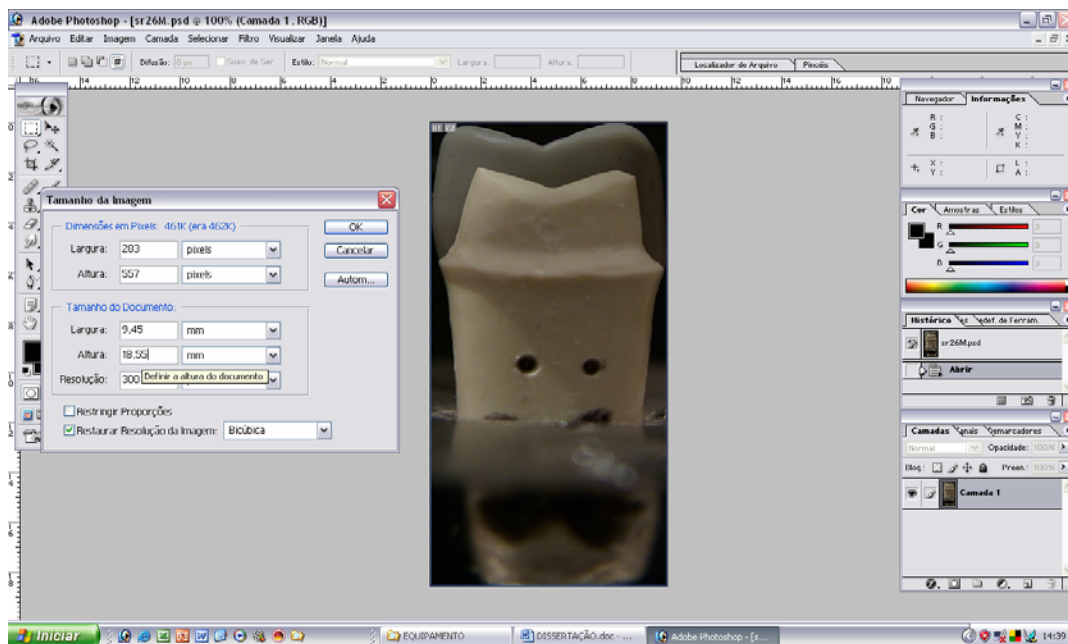 Adobe Photoshop - [sr26M.psd @ 100% (Camada 1, RGB)]
Arquivo Editar Imagem Camada Selecionar Filtro Visualizar Janela Ajuda
Difusão: 0 px Suav. de Ser. Estilo: Normal Largura: Altura: Localizador de Arquivo Pincéis
Navegador Informações
R : C :
G : M :
B : Y :
K :
X : L :
Y : A :
Tamanho da Imagem
Dimensões em Pixels: 461K (era 462K)
Largura: 283 pixels
Altura: 557 pixels
OK
Cancelar
Autom...
Tamanho do Documento:
Largura: 9,45 mm
Altura: 18,55 mm
Resolução: 300
Definir a altura do documento
Restringir Proporções
Restaurar Resolução da Imagem: Bicúbica
Cor Amostras Estilos
R
G
B
Histórico
sr26M.psd
Abrir
Camadas Canais Demarcadores
Normal Opacidade: 100%
Bloq.: Preen.: 100%
Camada 1
Iniciar EQUIPAMENTO DISSERTAÇÃO.doc - ... Adobe Photoshop - [s... 14:39